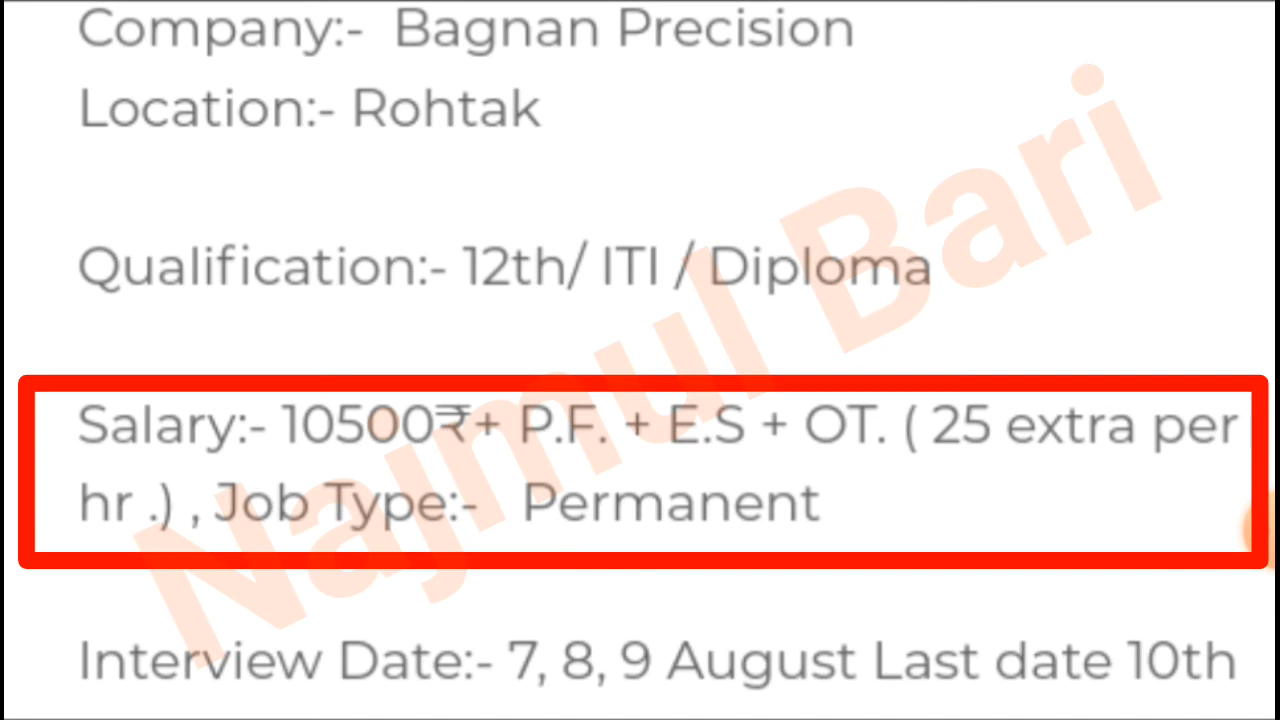 Company:- Bagnan Precision
Location:- Rohtak
Qualification:- 12th/ ITI / Diploma
Salary:- 10500₹+ P.F. + E.S + OT. ( 25 extra per
hr .) , Job Type:- Permanent
Interview Date:- 7, 8, 9 August Last date 10th
Najmul Bari